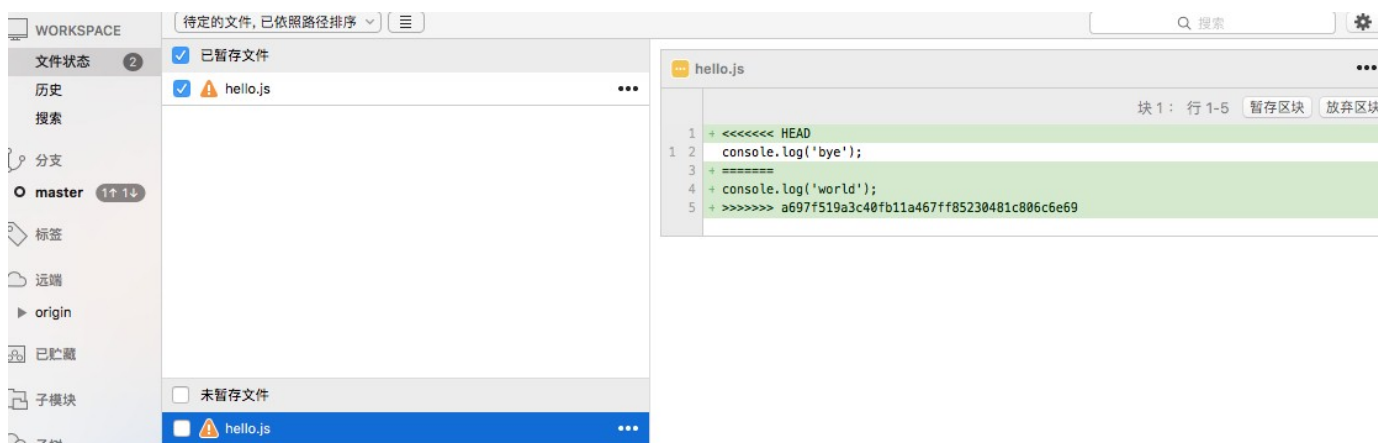 待定的文件, 已依照路径排序
搜索
WORKSPACE
文件状态 2
历史
搜索
分支
master 1↑ 1↓
标签
远端
origin
已贮藏
子模块
已暂存文件
hello.js
未暂存文件
hello.js
hello.js
块 1： 行 1-5 暂存区块 放弃区块
1 + <<<<<<< HEAD
1 2 console.log('bye');
3 + =======
4 + console.log('world');
5 + >>>>>>> a697f519a3c40fb11a467ff85230481c806c6e69